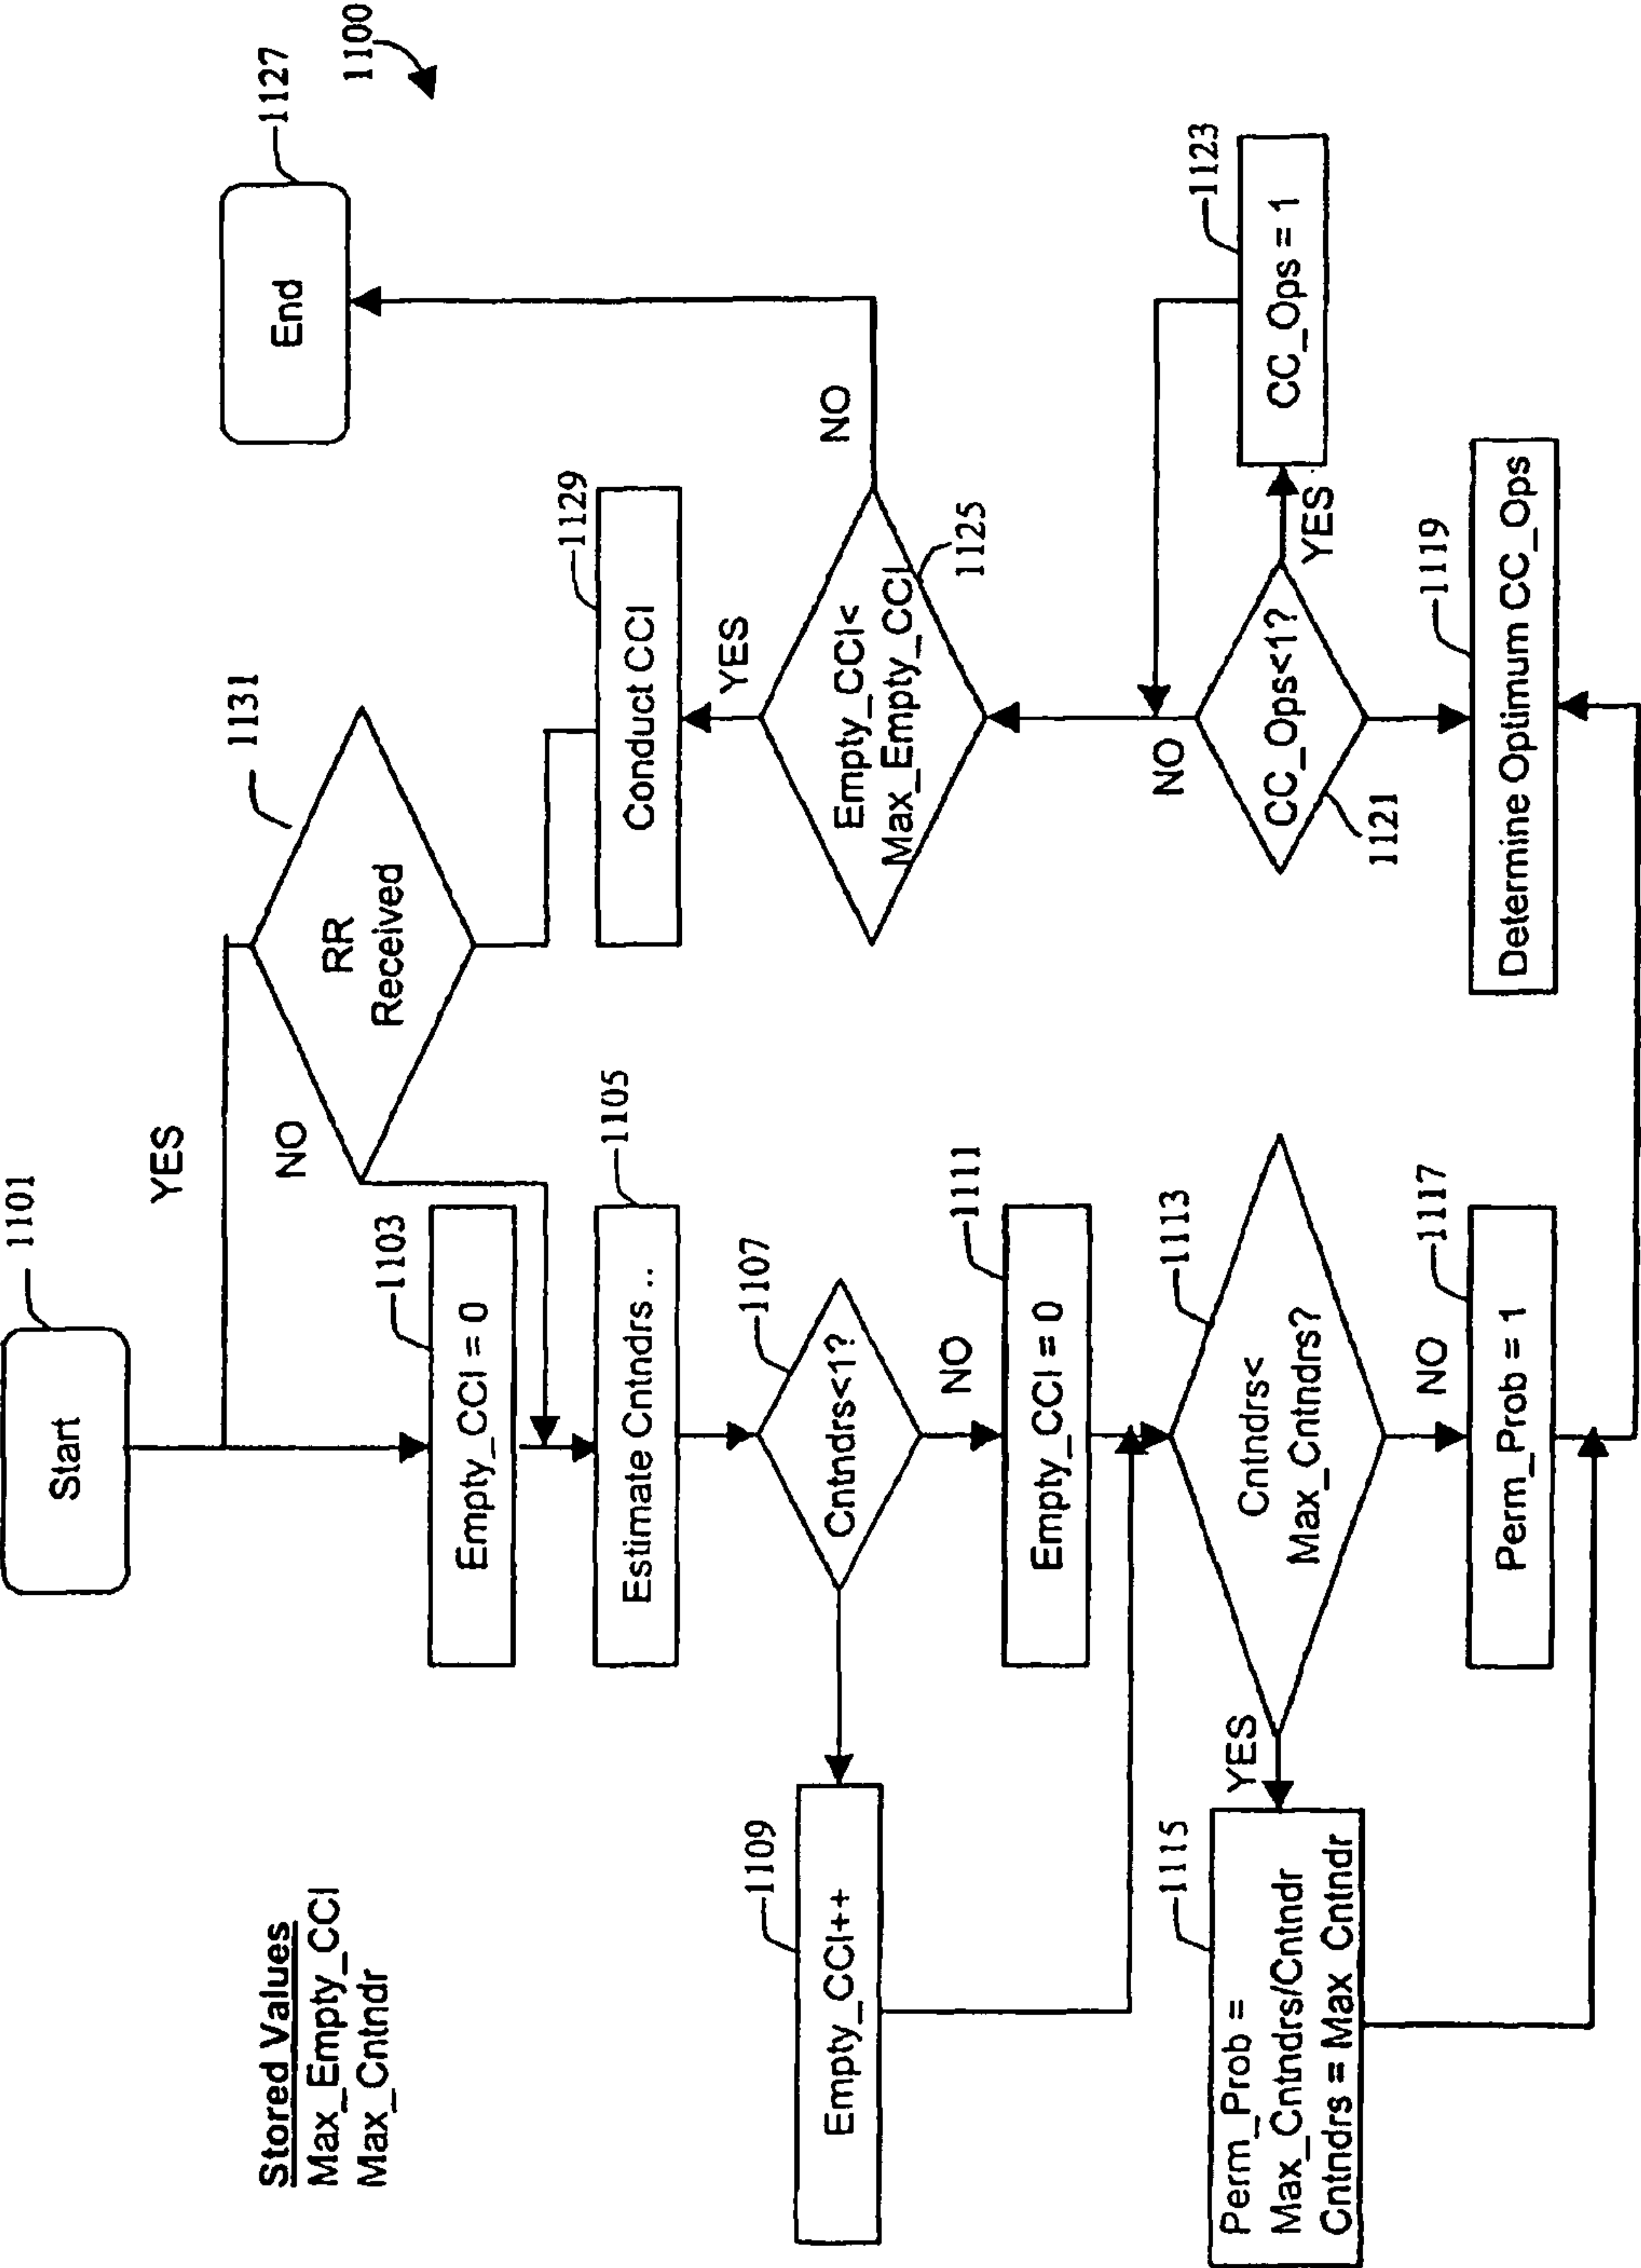 Stored Values
Max_Empty_CCI
Max_Cntndr
Start
1101
YES
NO
Empty_CCI = 0
1103
Estimate Cntndrs ..
1105
Cntndrs<1?
1107
Empty_CCI++
1109
NO
Empty_CCI = 0
1111
Cntndrs<
Max_Cntndrs?
1113
YES
Perm_Prob =
Max_Cntndrs/Cntndr
Cntndrs = Max_Cntndr
1115
NO
Perm_Prob = 1
1117
RR
Received
1131
Conduct CCI
1129
YES
Empty_CCI<
Max_Empty_CCI
1125
NO
End
1127
1100
NO
CC_Ops<1?
1121
YES
CC_Ops = 1
1123
Determine Optimum CC_Ops
1119